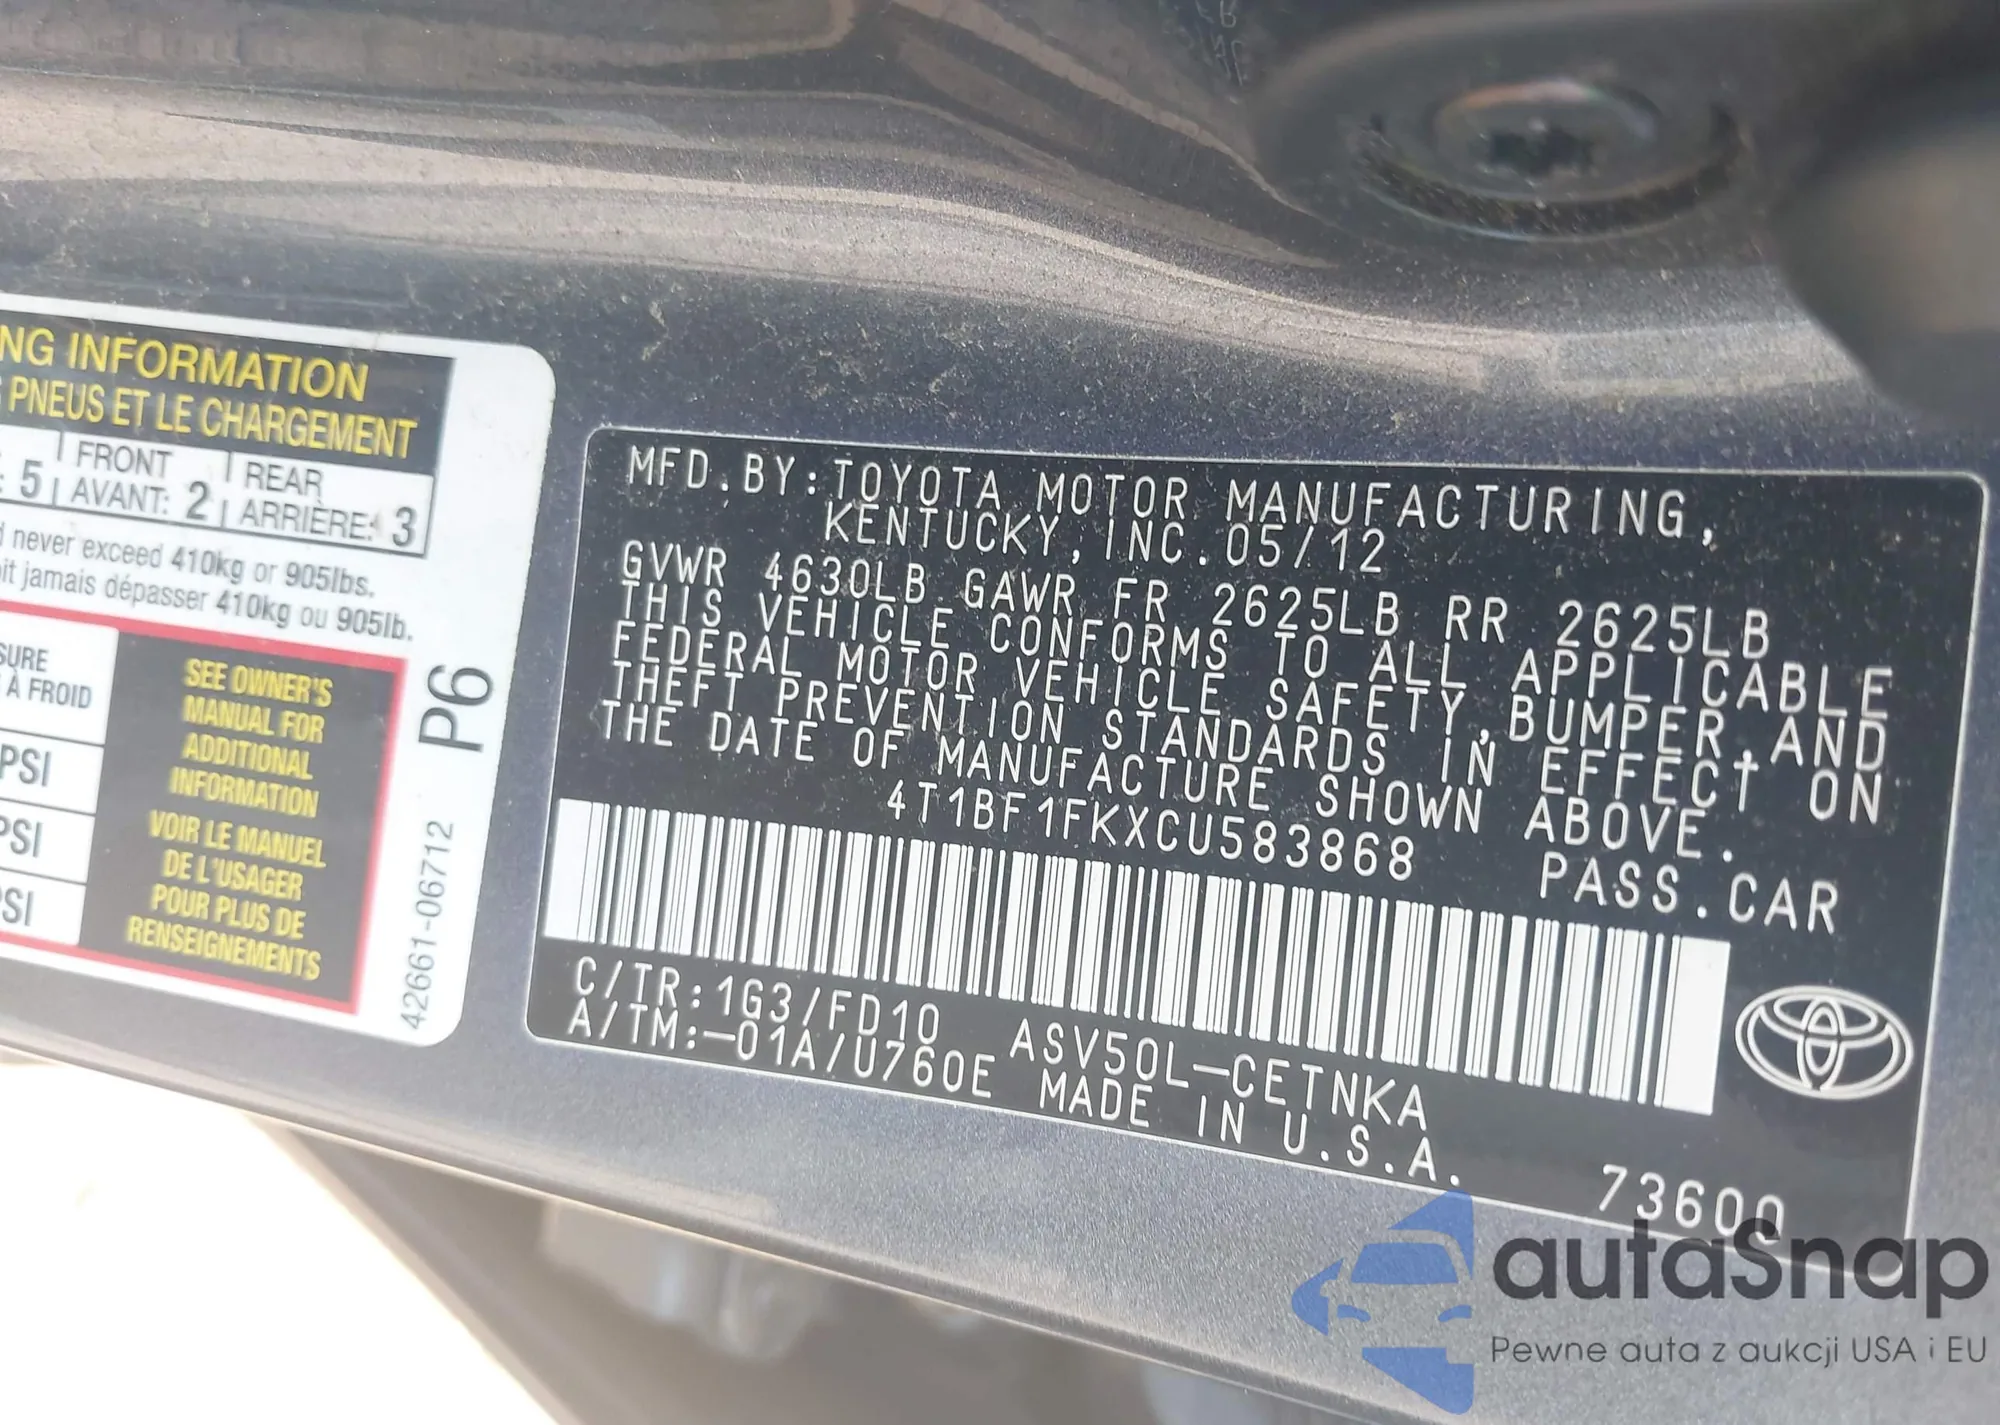 NG INFORMATION
PNEUS ET LE CHARGEMENT
5 FRONT AVANT: 2 REAR ARRIÈRE: 3
never exceed 410kg or 905lbs.
it jamais dépasser 410kg ou 905lb.
SURE
À FROID
PSI
PSI
PSI
SEE OWNER'S
MANUAL FOR
ADDITIONAL
INFORMATION
VOIR LE MANUEL
DE L'USAGER
POUR PLUS DE
RENSEIGNEMENTS
P6
42661-06712
MFD.BY:TOYOTA MOTOR MANUFACTURING,
KENTUCKY,INC.05/12
GVWR 4630LB GAWR FR 2625LB RR 2625LB
THIS VEHICLE CONFORMS TO ALL APPLICABLE
FEDERAL MOTOR VEHICLE SAFETY,BUMPER,AND
THEFT PREVENTION STANDARDS IN EFFECT ON
THE DATE OF MANUFACTURE SHOWN ABOVE.
4T1BF1FKXCU583868 PASS.CAR
C/TR:1G3/FD10 ASV50L-CETNKA
A/TM:-01A/U760E MADE IN U.S.A.
73600
autaSnap
Pewne auta z aukcji USA i EU